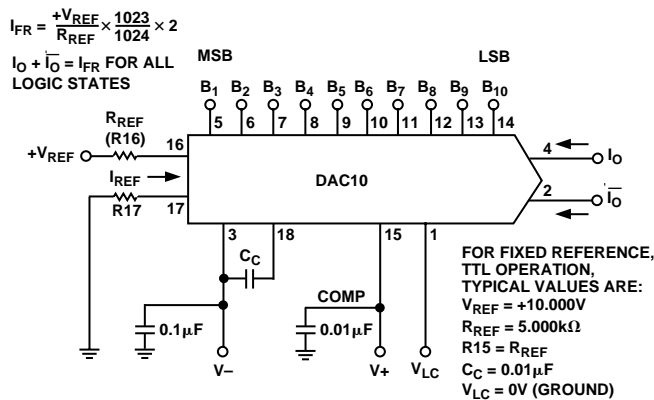 I_FR = +V_REF / R_REF × 1023 / 1024 × 2
I_O + \overline{I_O} = I_FR FOR ALL
LOGIC STATES
MSB
LSB
B1 B2 B3 B4 B5 B6 B7 B8 B9 B10
5 6 7 8 9 10 11 12 13 14
R_REF
(R16)
+V_REF
16
I_REF
R17
17
DAC10
4
I_O
2
\overline{I_O}
3
18
15
1
C_C
COMP
0.1µF
0.01µF
V–
V+
V_LC
FOR FIXED REFERENCE,
TTL OPERATION,
TYPICAL VALUES ARE:
V_REF = +10.000V
R_REF = 5.000kΩ
R15 = R_REF
C_C = 0.01µF
V_LC = 0V (GROUND)